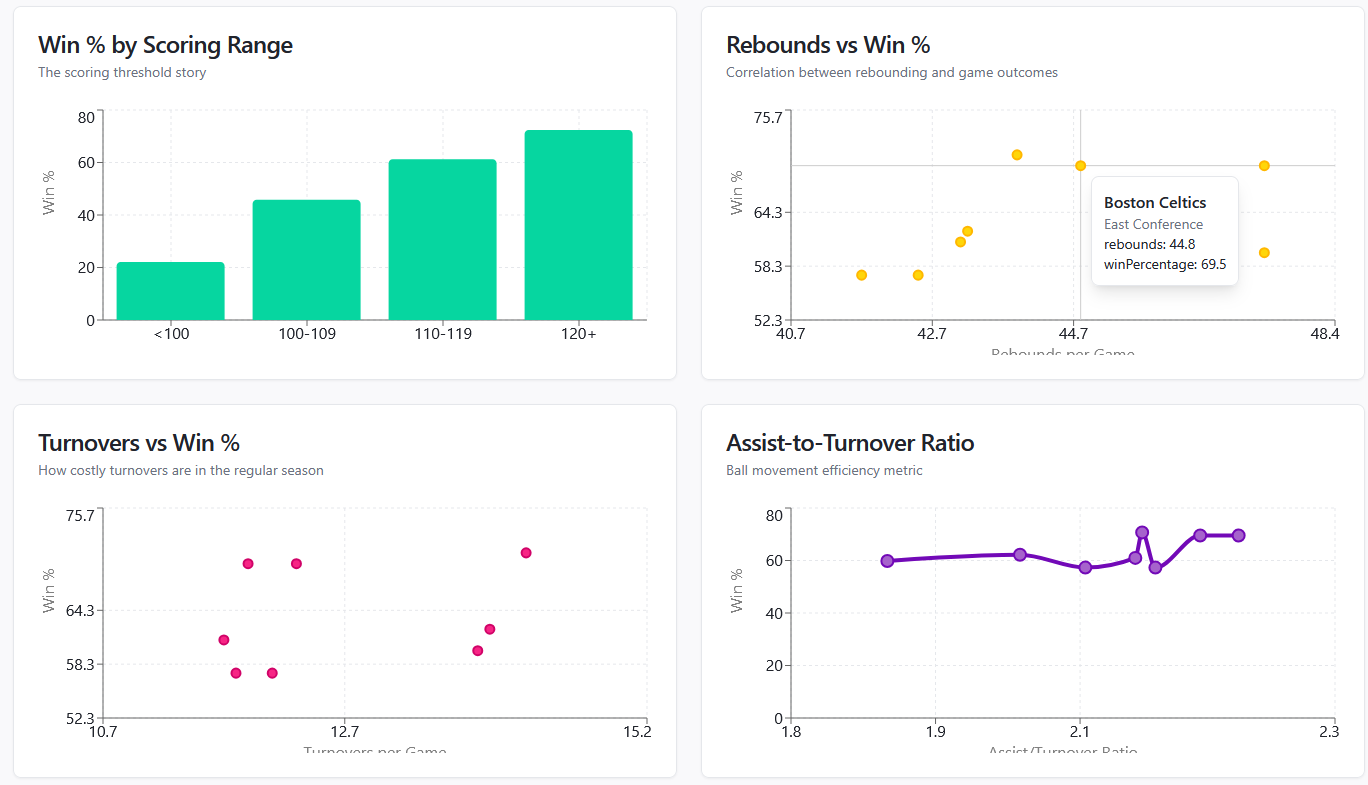 Win % by Scoring Range
The scoring threshold story
80
60
40
20
0
Win %
<100 100-109 110-119 120+
Rebounds vs Win %
Correlation between rebounding and game outcomes
75.7
64.3
58.3
52.3
Win %
40.7 42.7 44.7 48.4
Rebounds per Game
Boston Celtics
East Conference
rebounds: 44.8
winPercentage: 69.5
Turnovers vs Win %
How costly turnovers are in the regular season
75.7
64.3
58.3
52.3
Win %
10.7 12.7 15.2
Turnovers per Game
Assist-to-Turnover Ratio
Ball movement efficiency metric
80
60
40
20
0
Win %
1.8 1.9 2.1 2.3
Assist/Turnover Ratio